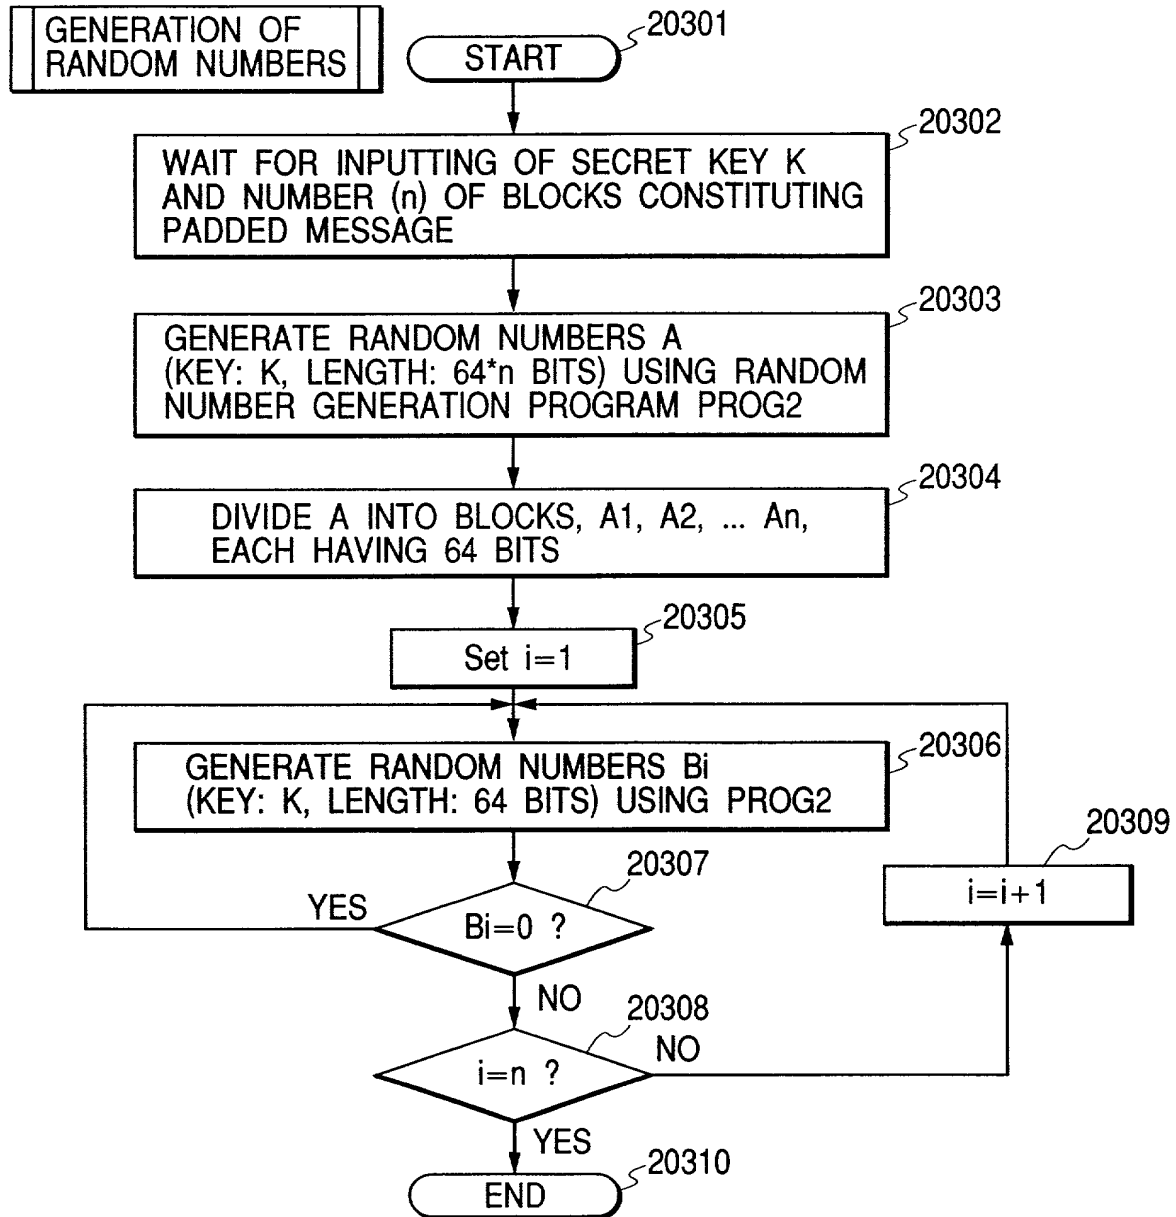 GENERATION OF
RANDOM NUMBERS
START
20301
20302
WAIT FOR INPUTTING OF SECRET KEY K
AND NUMBER (n) OF BLOCKS CONSTITUTING
PADDED MESSAGE
20303
GENERATE RANDOM NUMBERS A
(KEY: K, LENGTH: 64*n BITS) USING RANDOM
NUMBER GENERATION PROGRAM PROG2
20304
DIVIDE A INTO BLOCKS, A1, A2, ... An,
EACH HAVING 64 BITS
20305
Set i=1
20306
GENERATE RANDOM NUMBERS Bi
(KEY: K, LENGTH: 64 BITS) USING PROG2
20307
YES
Bi=0 ?
20309
i=i+1
NO
20308
i=n ?
NO
YES
20310
END